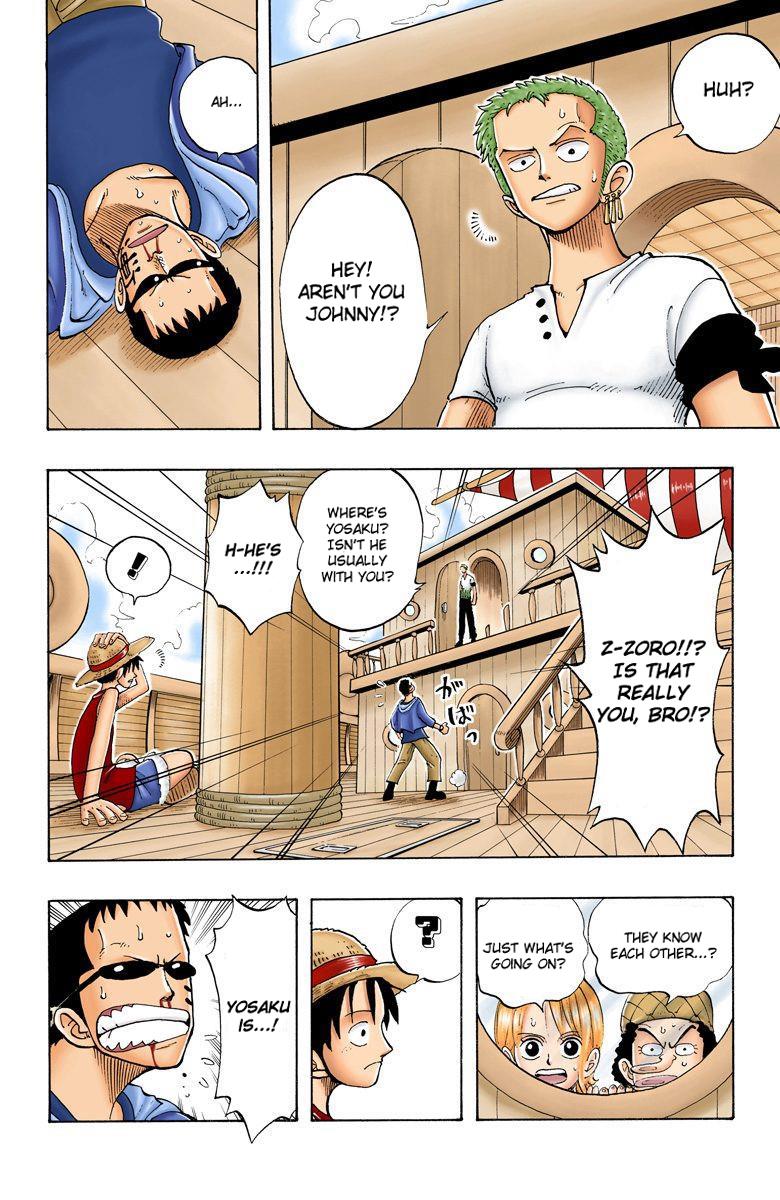 HUH?
HEY!
AREN'T YOU
JOHNNY!?
AH...
Z-ZORO!!?
IS THAT
REALLY
YOU, BRO!?
WHERE'S
YOSAKU?
ISN'T HE
USUALLY
WITH YOU?
H-HE'S
...!!!
!
がばっ
THEY KNOW
EACH OTHER...?
JUST WHAT'S
GOING ON?
?
YOSAKU
IS...!